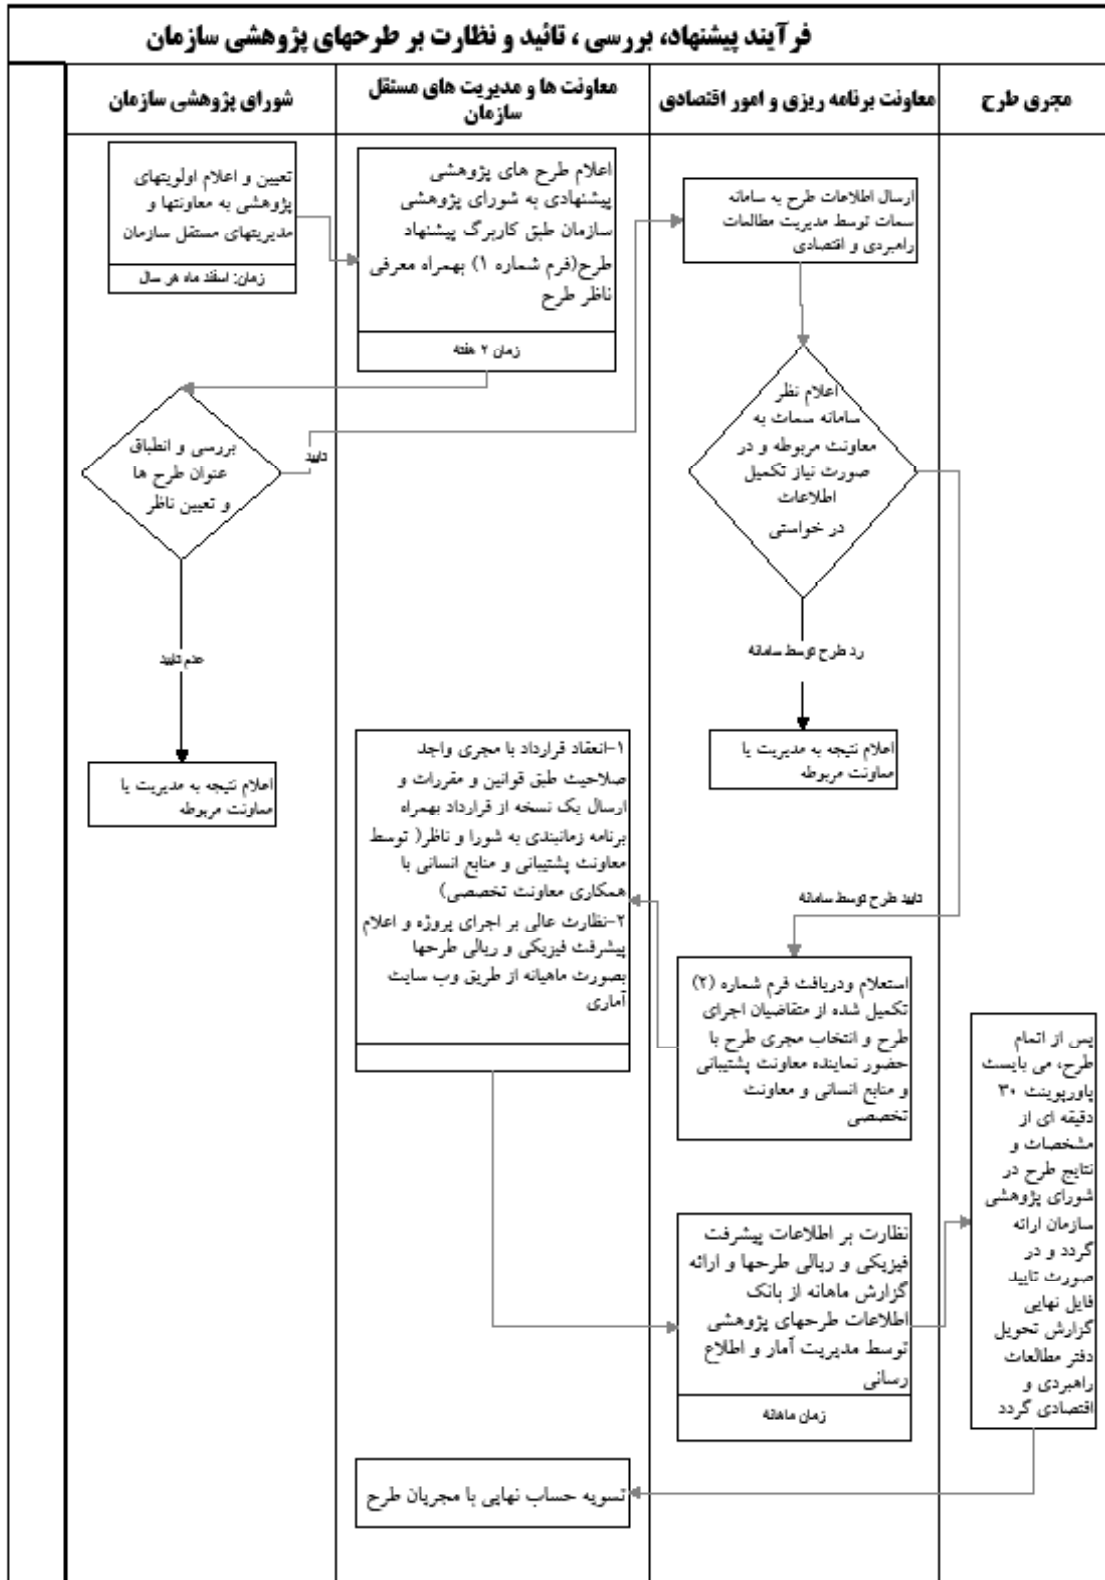 فرآیند پیشنهاد، بررسی ، تائید و نظارت بر طرحهای پژوهشی سازمان
مجری طرح
معاونت برنامه ریزی و امور اقتصادی
معاونت ها و مدیریت های مستقل
سازمان
شورای پژوهشی سازمان
تعیین و اعلام اولویتهای
پژوهشی به معاونتها و
مدیریتهای مستقل سازمان
زمان: اسفند ماه هر سال
اعلام طرح های پژوهشی
پیشنهادی به شورای پژوهشی
سازمان طبق کاربرگ پیشنهاد
طرح(فرم شماره ۱) بهمراه معرفی
ناظر طرح
زمان ۲ هفته
ارسال اطلاعات طرح به سامانه
سمات توسط مدیریت مطالعات
راهبردی و اقتصادی
بررسی و انطباق
عنوان طرح ها
و تعیین ناظر
تایید
عدم تایید
اعلام نتیجه به مدیریت یا
معاونت مربوطه
اعلام نظر
سامانه سمات به
معاونت مربوطه و در
صورت نیاز تکمیل
اطلاعات
در خواستی
رد طرح توسط سامانه
اعلام نتیجه به مدیریت یا
معاونت مربوطه
تایید طرح توسط سامانه
استعلام ودریافت فرم شماره (۲)
تکمیل شده از متقاضیان اجرای
طرح و انتخاب مجری طرح با
حضور نماینده معاونت پشتیبانی
و منابع انسانی و معاونت
تخصصی
۱-انعقاد قرارداد با مجری واجد
صلاحیت طبق قوانین و مقررات و
ارسال یک نسخه از قرارداد بهمراه
برنامه زمانبندی به شورا و ناظر( توسط
معاونت پشتیبانی و منابع انسانی با
همکاری معاونت تخصصی)
۲-نظارت عالی بر اجرای پروژه و اعلام
پیشرفت فیزیکی و ریالی طرحها
بصورت ماهیانه از طریق وب سایت
آماری
نظارت بر اطلاعات پیشرفت
فیزیکی و ریالی طرحها و ارائه
گزارش ماهانه از بانک
اطلاعات طرحهای پژوهشی
توسط مدیریت آمار و اطلاع
رسانی
زمان ماهانه
پس از اتمام
طرح، می بایست
پاورپوینت ۳۰
دقیقه ای از
مشخصات و
نتایج طرح در
شورای پژوهشی
سازمان ارائه
گردد و در
صورت تایید
فایل نهایی
گزارش تحویل
دفتر مطالعات
راهبردی و
اقتصادی گردد
تسویه حساب نهایی با مجریان طرح